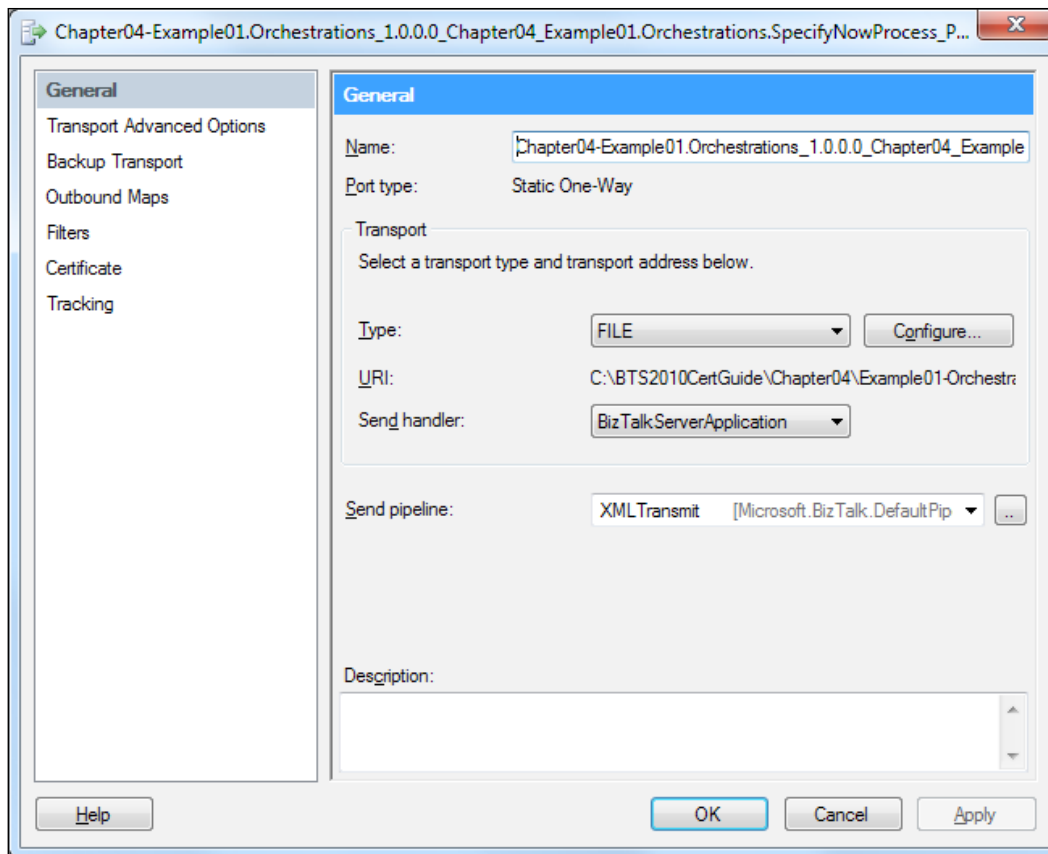 Chapter04-Example01.Orchestrations_1.0.0.0_Chapter04_Example01.Orchestrations.SpecifyNowProcess_P...
General
Transport Advanced Options
Backup Transport
Outbound Maps
Filters
Certificate
Tracking
General
Name: Chapter04-Example01.Orchestrations_1.0.0.0_Chapter04_Example
Port type: Static One-Way
Transport
Select a transport type and transport address below.
Type: FILE Configure...
URI: C:\BTS2010CertGuide\Chapter04\Example01-Orchestra
Send handler: BizTalkServerApplication
Send pipeline: XMLTransmit [Microsoft.BizTalk.DefaultPip ..
Description:
Help OK Cancel Apply